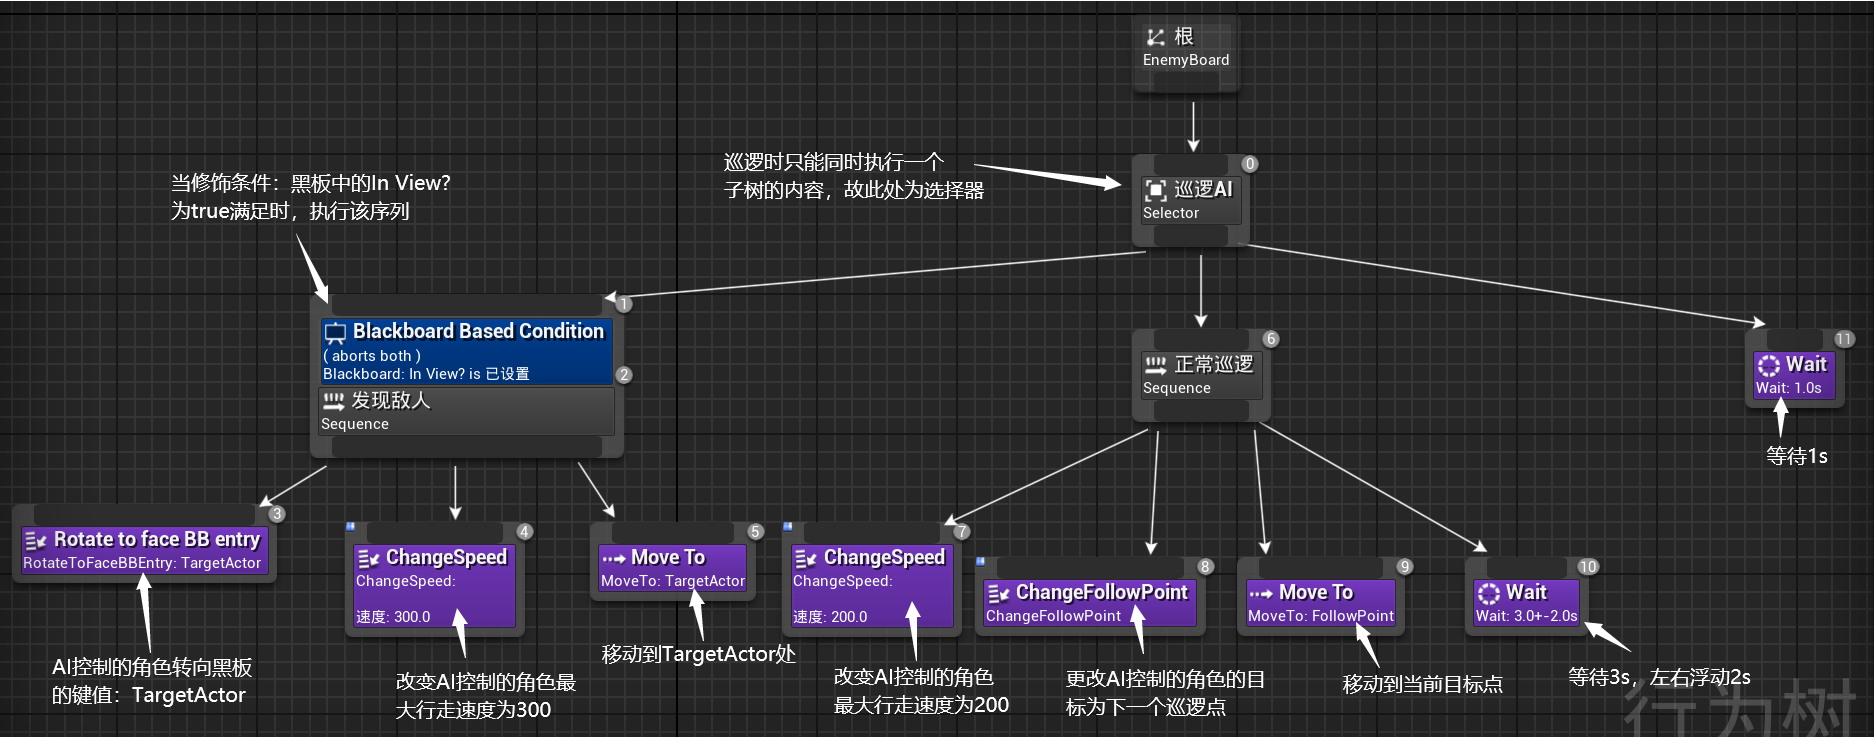 根
EnemyBoard
巡逻时只能同时执行一个
子树的内容，故此处为选择器
0
巡逻AI
Selector
当修饰条件：黑板中的In View?
为true满足时，执行该序列
1
Blackboard Based Condition
( aborts both )
Blackboard: In View? is 已设置
2
发现敌人
Sequence
6
正常巡逻
Sequence
11
Wait
Wait: 1.0s
等待1s
3
Rotate to face BB entry
RotateToFaceBBEntry: TargetActor
AI控制的角色转向黑板
的键值：TargetActor
4
ChangeSpeed
ChangeSpeed:
速度: 300.0
改变AI控制的角色最
大行走速度为300
5
Move To
MoveTo: TargetActor
移动到TargetActor处
7
ChangeSpeed
ChangeSpeed:
速度: 200.0
改变AI控制的角色
最大行走速度为200
8
ChangeFollowPoint
ChangeFollowPoint
更改AI控制的角色的目
标为下一个巡逻点
9
Move To
MoveTo: FollowPoint
移动到当前目标点
10
Wait
Wait: 3.0+-2.0s
等待3s，左右浮动2s
行为树